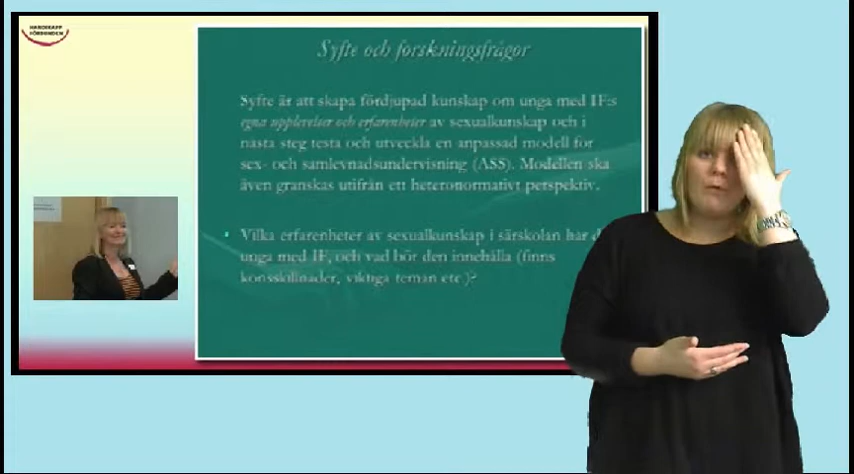 HANDIKAPP
FÖRBUNDEN
Syfte och forskningsfrågor
Syfte är att skapa fördjupad kunskap om unga med IF:s
egna upplevelser och erfarenheter av sexualkunskap och i
nästa steg testa och utveckla en anpassad modell för
sex- och samlevnadsundervisning (ASS). Modellen ska
även granskas utifrån ett heteronormativt perspektiv.
Vilka erfarenheter av sexualkunskap i särskolan har d
unga med IF, och vad bör den innehålla (finns
könsskillnader, viktiga teman etc.)?